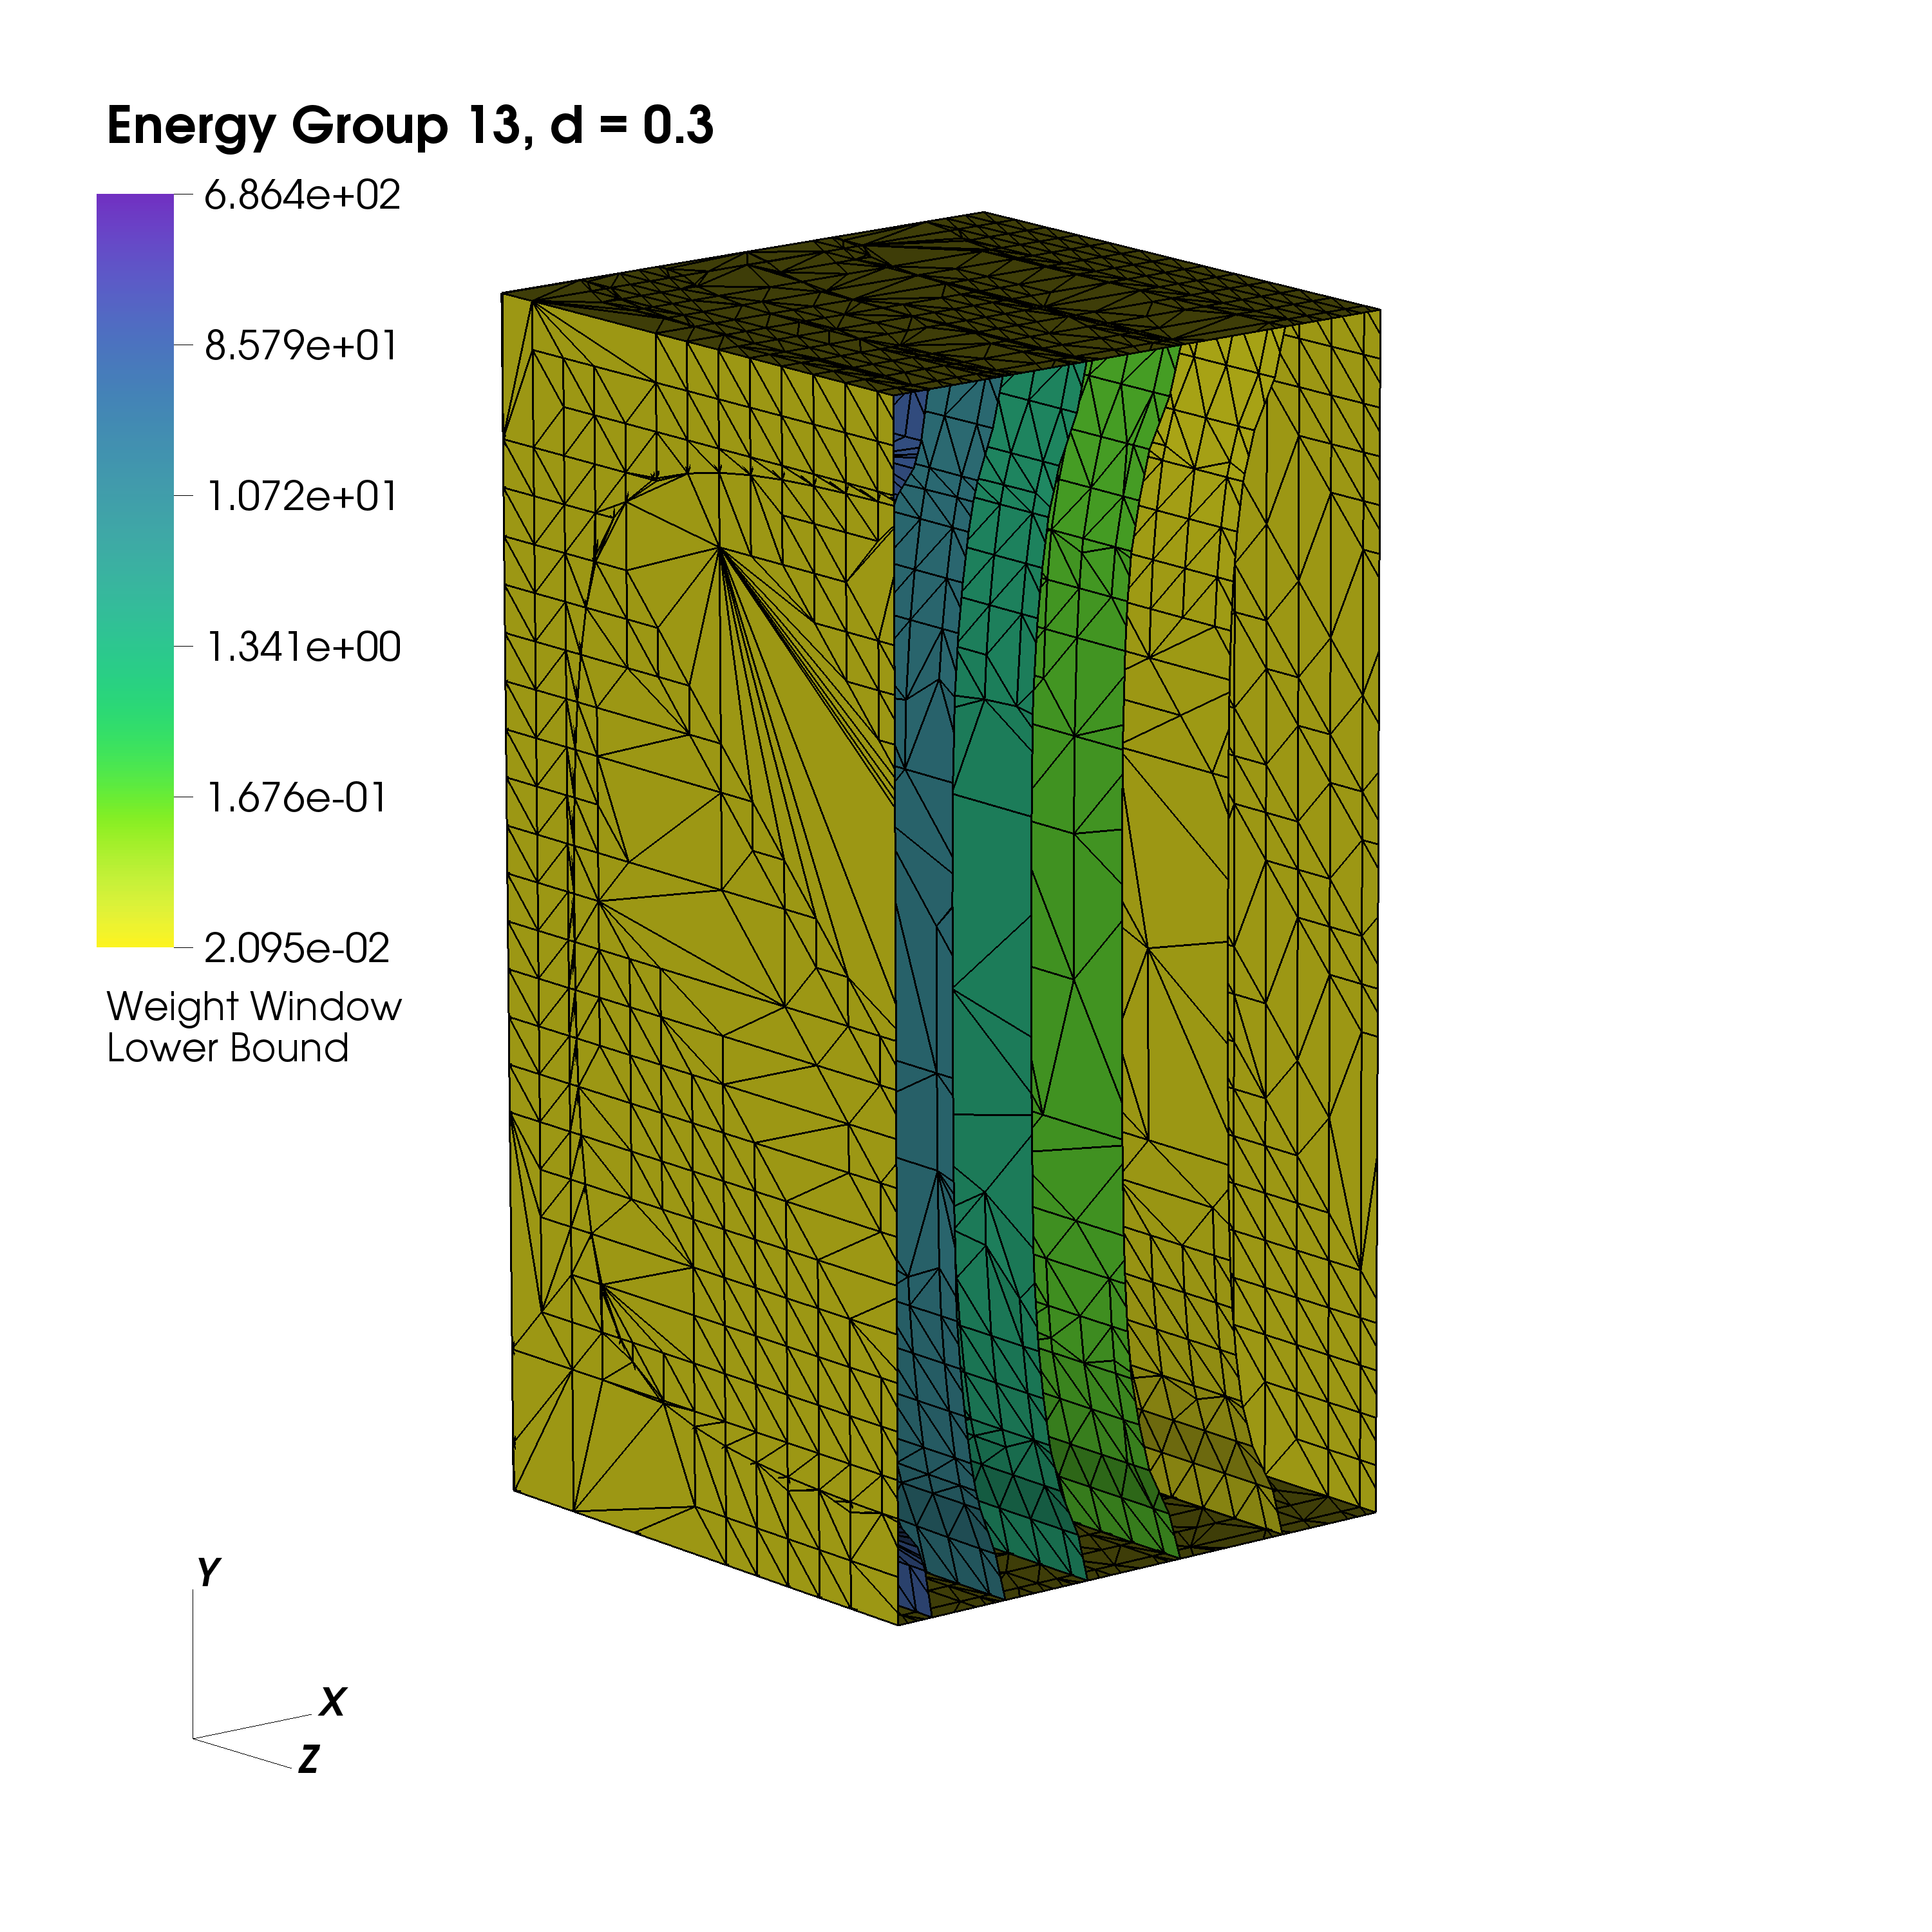 Energy Group 13, d = 0.3
6.864e+02
8.579e+01
1.072e+01
1.341e+00
1.676e-01
2.095e-02
Weight Window
Lower Bound
Y
X
Z